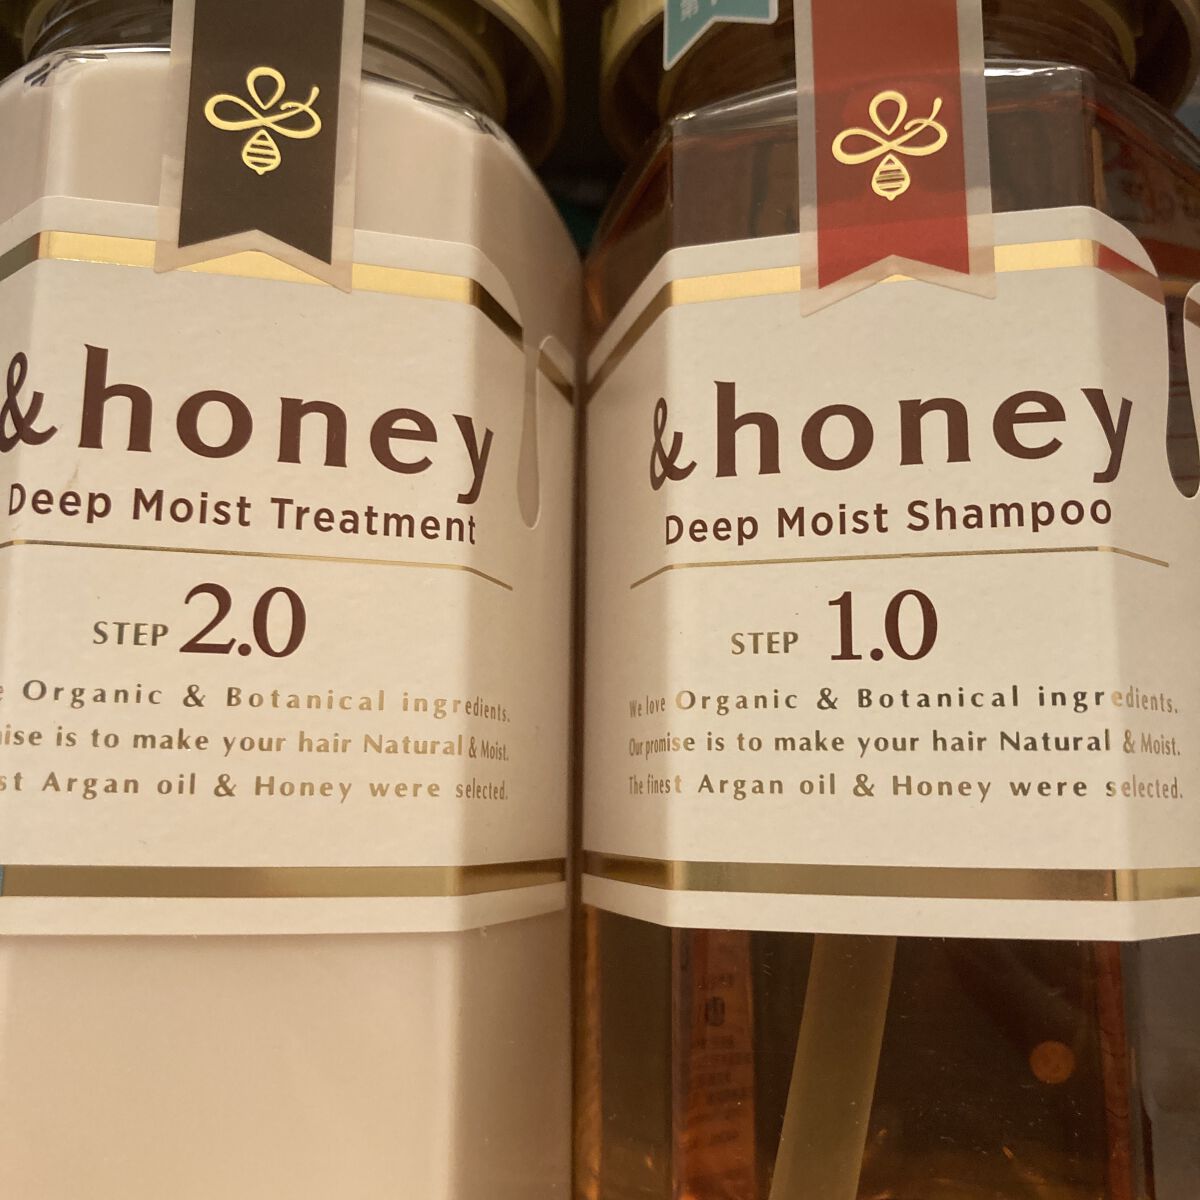 &honey
Deep Moist Treatment
STEP 2.0
Organic & Botanical ingredients.
is to make your hair Natural & Moist.
Argan oil & Honey were selected.
&honey
Deep Moist Shampoo
STEP 1.0
We love Organic & Botanical ingredients.
Our promise is to make your hair Natural & Moist.
The finest Argan oil & Honey were selected.